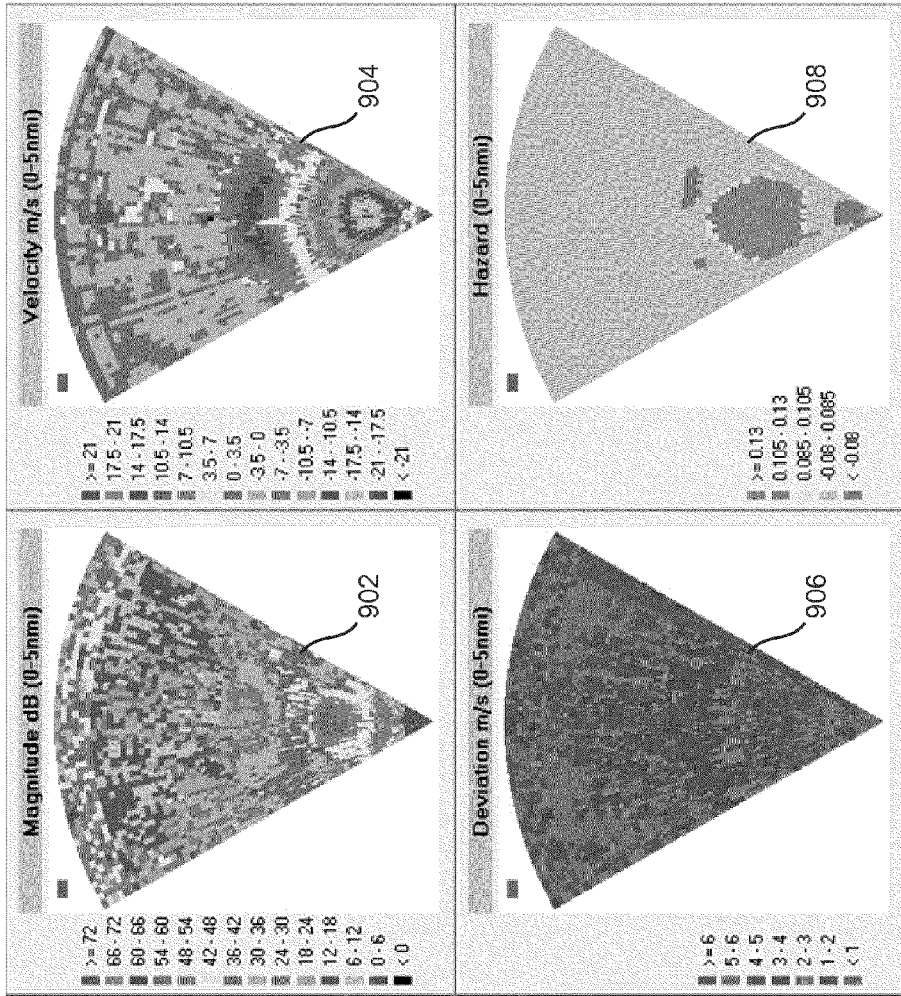 Magnitude dB (0-5nmi)
>= 72
66 - 72
60 - 66
54 - 60
48 - 54
42 - 48
36 - 42
30 - 36
24 - 30
18 - 24
12 - 18
6 - 12
0 - 6
< 0
902
Velocity m/s (0-5nmi)
>= 21
17.5 - 21
14 - 17.5
10.5 - 14
7 - 10.5
3.5 - 7
0 - 3.5
-3.5 - 0
-7 - -3.5
-10.5 - -7
-14 - -10.5
-17.5 - -14
-21 - -17.5
< -21
904
Deviation m/s (0-5nmi)
>= 6
5 - 6
4 - 5
3 - 4
2 - 3
1 - 2
< 1
906
Hazard (0-5nmi)
>= 0.13
0.105 - 0.13
0.085 - 0.105
-0.08 - 0.085
< -0.08
908